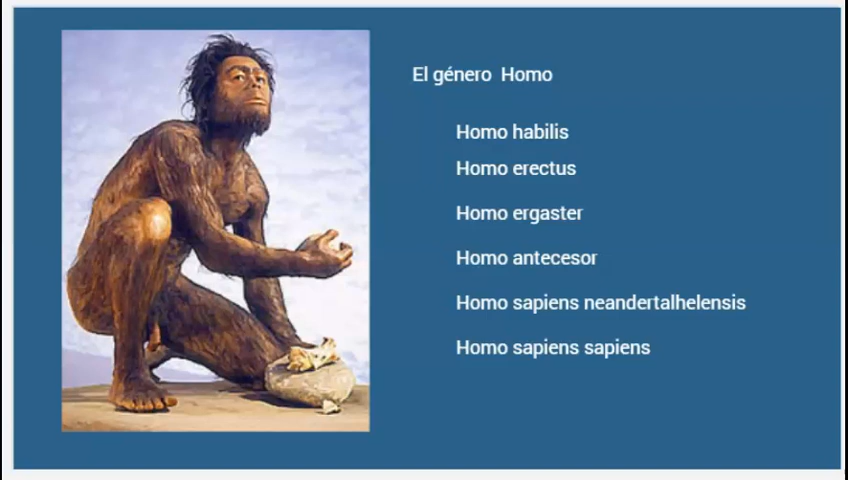 El género Homo
Homo habilis
Homo erectus
Homo ergaster
Homo antecesor
Homo sapiens neandertalhelensis
Homo sapiens sapiens